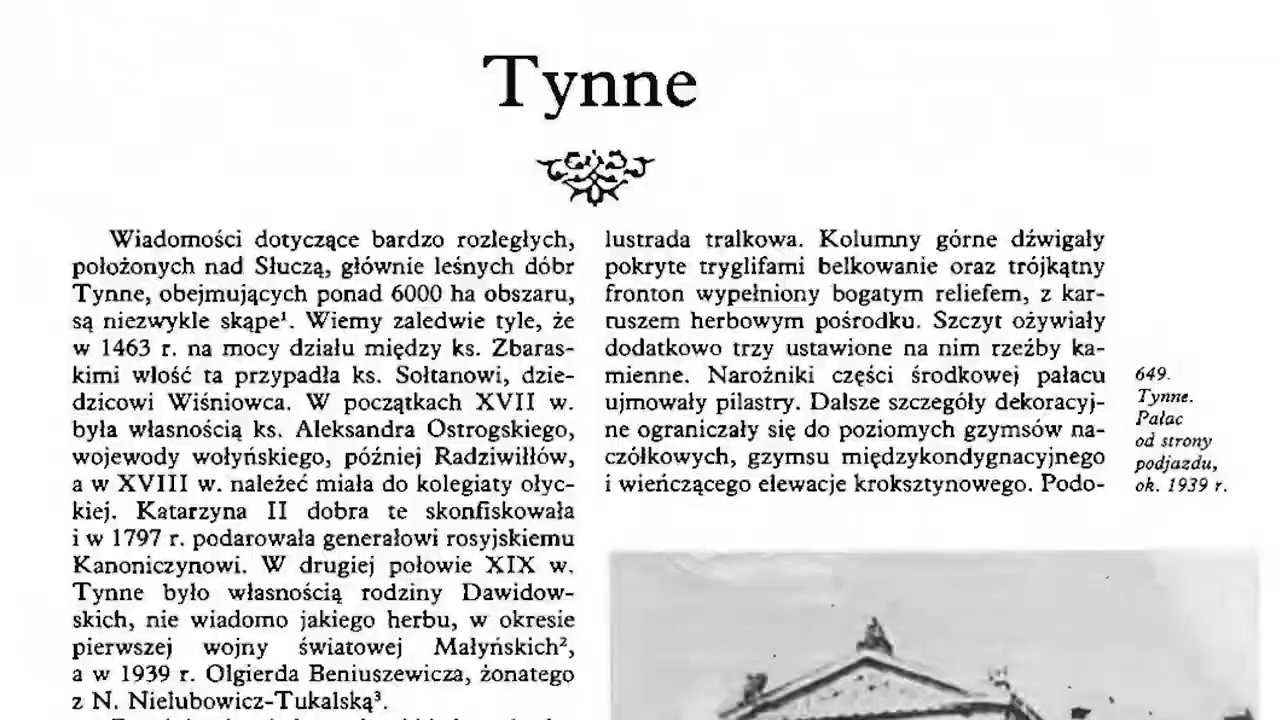 Tynne
Wiadomości dotyczące bardzo rozległych,
położonych nad Słuczą, głównie leśnych dóbr
Tynne, obejmujących ponad 6000 ha obszaru,
są niezwykle skąpe¹. Wiemy zaledwie tyle, że
w 1463 r. na mocy działu między ks. Zbaras-
kimi włość ta przypadła ks. Sołtanowi, dzie-
dzicowi Wiśniowca. W początkach XVII w.
była własnością ks. Aleksandra Ostrogskiego,
wojewody wołyńskiego, później Radziwiłłów,
a w XVIII w. należeć miała do kolegiaty ołyc-
kiej. Katarzyna II dobra te skonfiskowała
i w 1797 r. podarowała generałowi rosyjskiemu
Kanoniczynowi. W drugiej połowie XIX w.
Tynne było własnością rodziny Dawidow-
skich, nie wiadomo jakiego herbu, w okresie
pierwszej wojny światowej Małyńskich²,
a w 1939 r. Olgierda Beniuszewicza, żonatego
z N. Nielubowicz-Tukalską³.
lustrada tralkowa. Kolumny górne dźwigały
pokryte tryglifami belkowanie oraz trójkątny
fronton wypełniony bogatym reliefem, z kar-
tuszem herbowym pośrodku. Szczyt ożywiały
dodatkowo trzy ustawione na nim rzeźby ka-
mienne. Narożniki części środkowej pałacu
ujmowały pilastry. Dalsze szczegóły dekoracyj-
ne ograniczały się do poziomych gzymsów na-
czółkowych, gzymsu międzykondygnacyjnego
i wieńczącego elewacje kroksztynowego. Podo-
649.
Tynne.
Pałac
od strony
podjazdu,
ok. 1939 r.